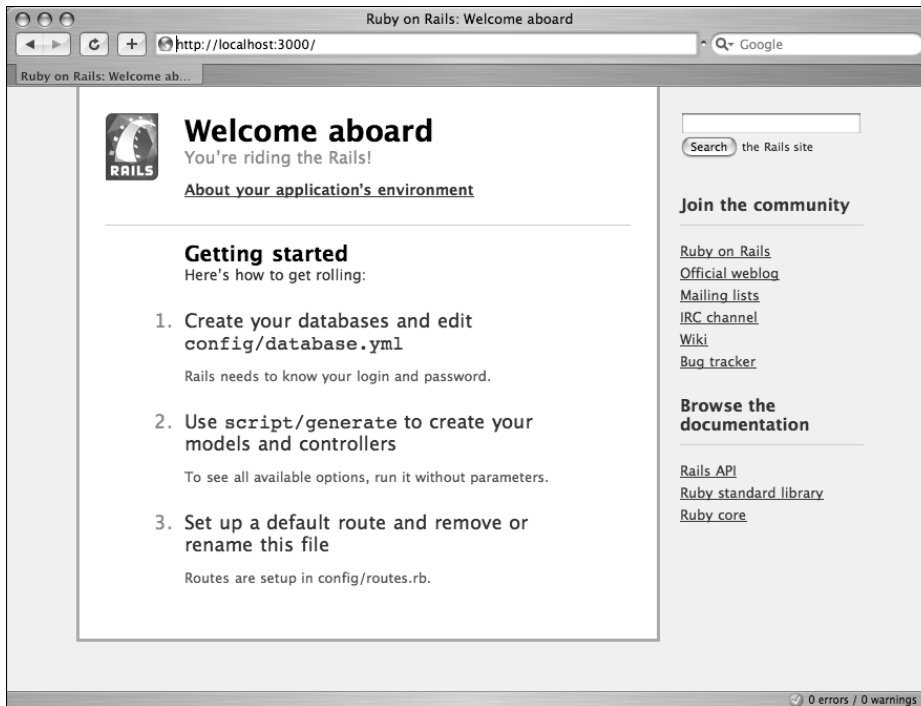 Ruby on Rails: Welcome aboard
http://localhost:3000/
Google
Ruby on Rails: Welcome ab...
RAILS
Welcome aboard
You're riding the Rails!
About your application's environment
Getting started
Here's how to get rolling:
1. Create your databases and edit
config/database.yml
Rails needs to know your login and password.
2. Use script/generate to create your
models and controllers
To see all available options, run it without parameters.
3. Set up a default route and remove or
rename this file
Routes are setup in config/routes.rb.
Search the Rails site
Join the community
Ruby on Rails
Official weblog
Mailing lists
IRC channel
Wiki
Bug tracker
Browse the
documentation
Rails API
Ruby standard library
Ruby core
0 errors / 0 warnings